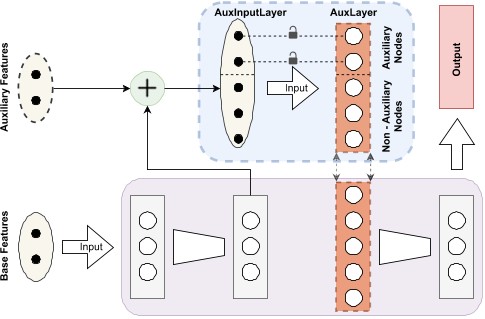 AuxInputLayer
AuxLayer
Auxiliary Features
+
Input
Auxiliary
Nodes
Non - Auxiliary
Nodes
Output
Base Features
Input